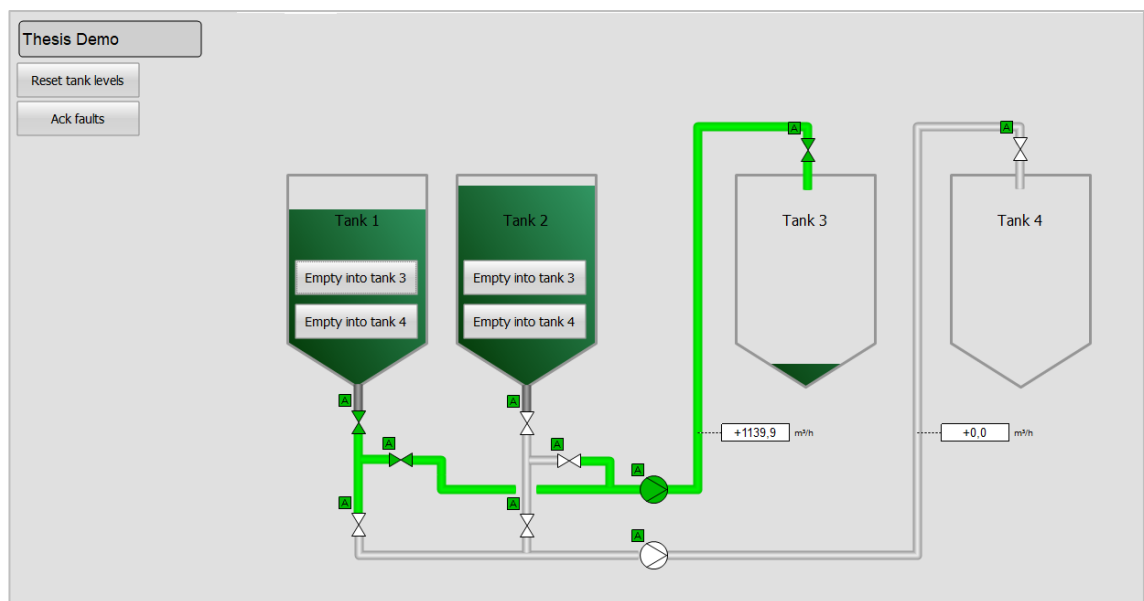 Thesis Demo
Reset tank levels
Ack faults
A
A
Tank 1
Tank 2
Tank 3
Tank 4
Empty into tank 3
Empty into tank 3
Empty into tank 4
Empty into tank 4
A
A
+1139,9 m³/h
+0,0 m³/h
A
A
A
A
A
A